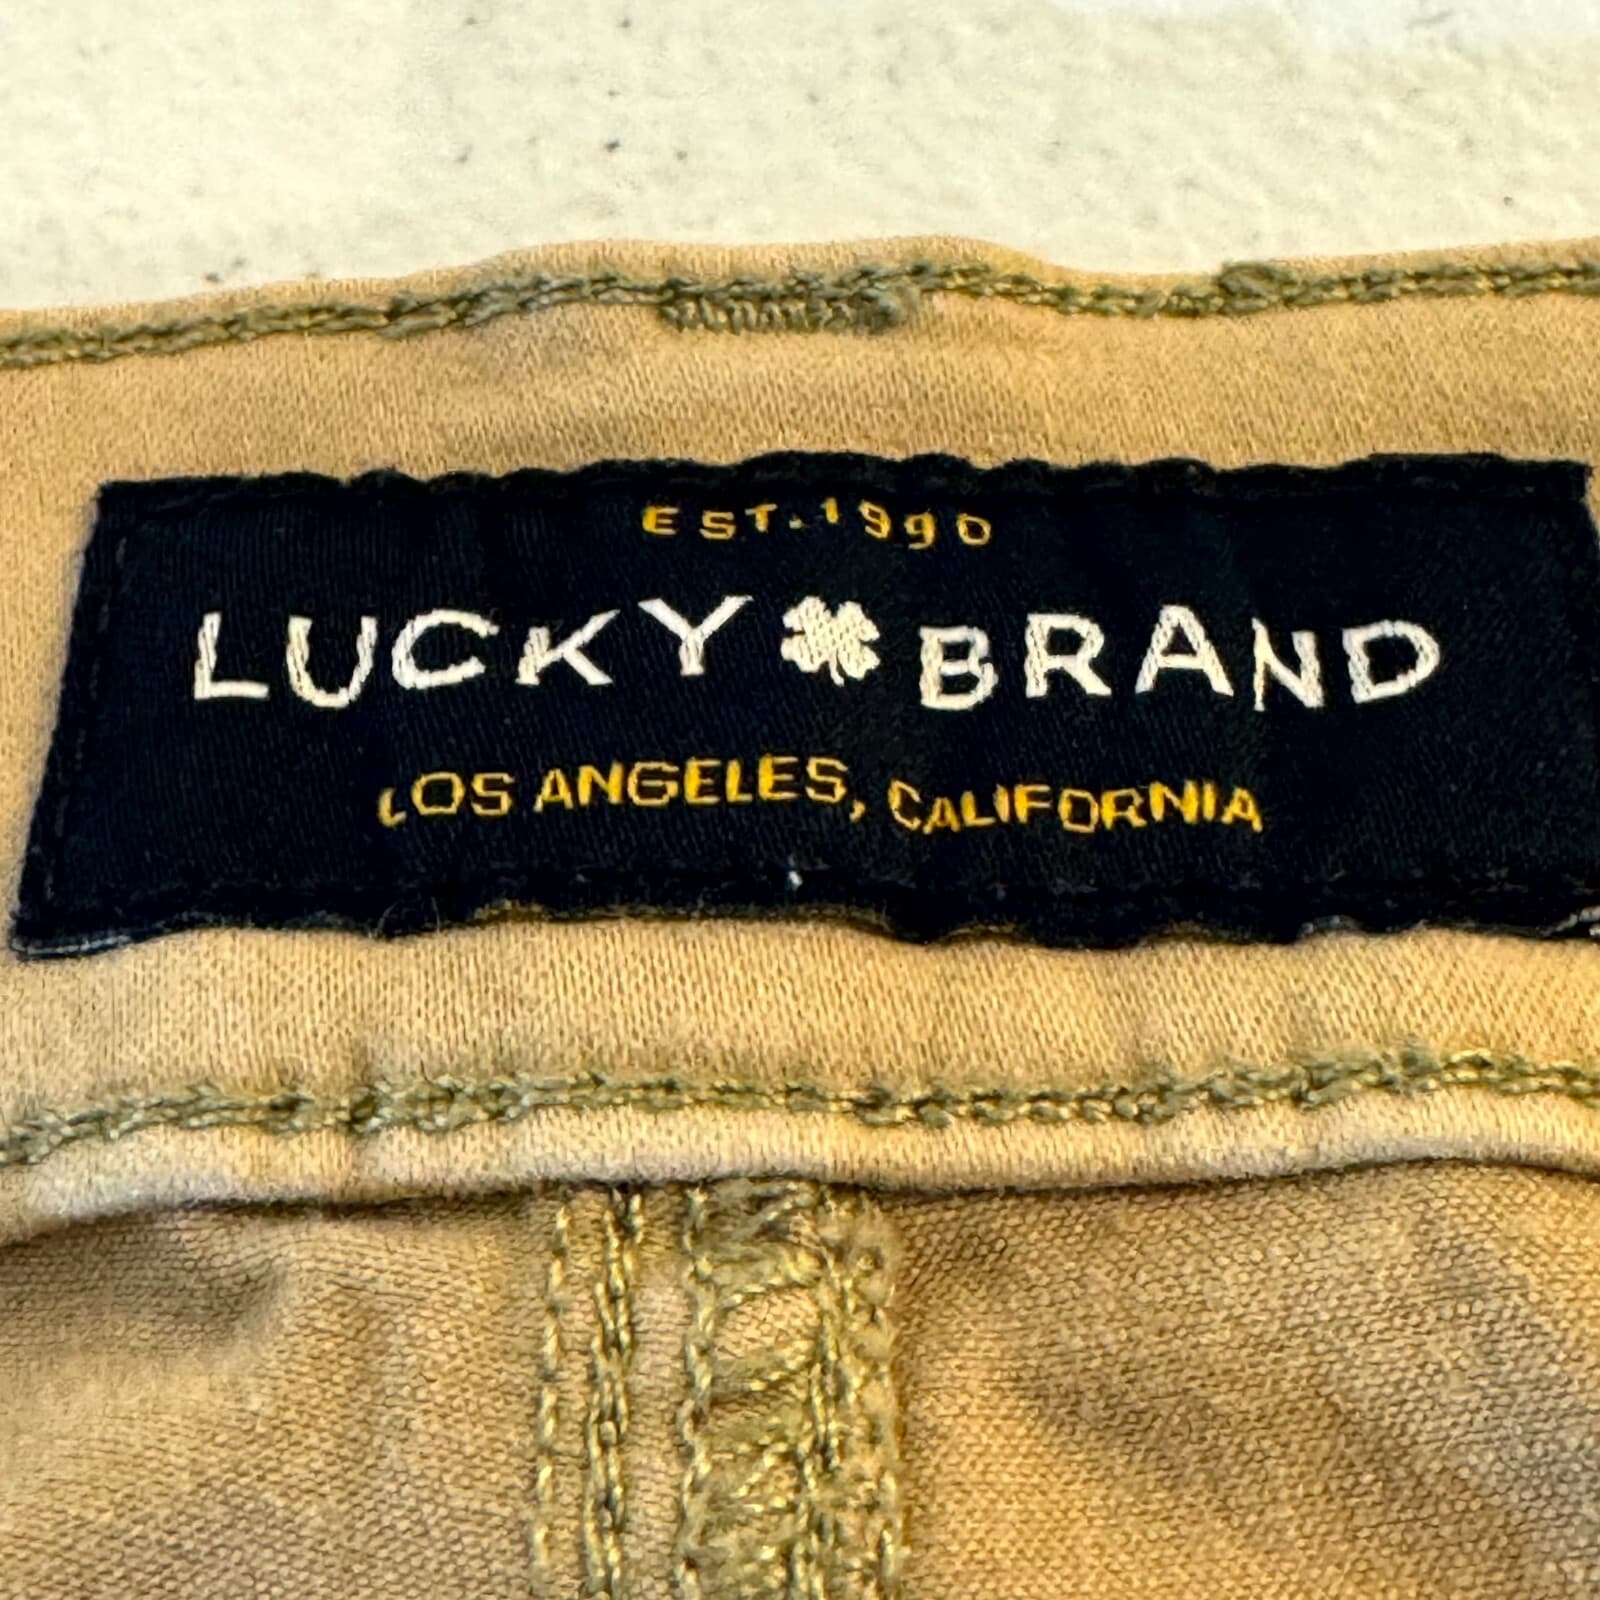 EST. 1990
LUCKY BRAND
LOS ANGELES, CALIFORNIA